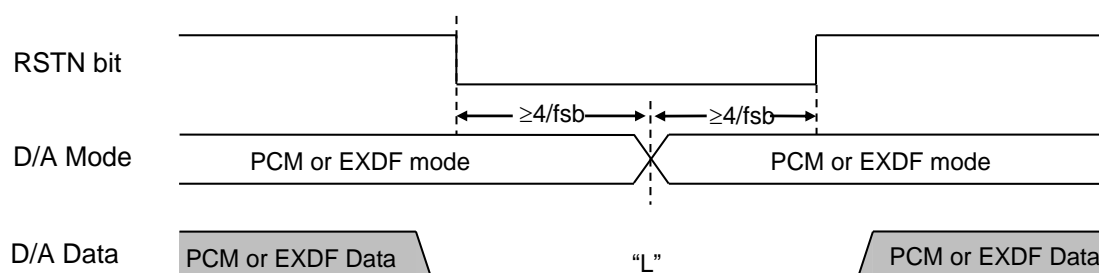 RSTN bit
≥4/fsb ≥4/fsb
D/A Mode PCM or EXDF mode PCM or EXDF mode
D/A Data PCM or EXDF Data “L” PCM or EXDF Data